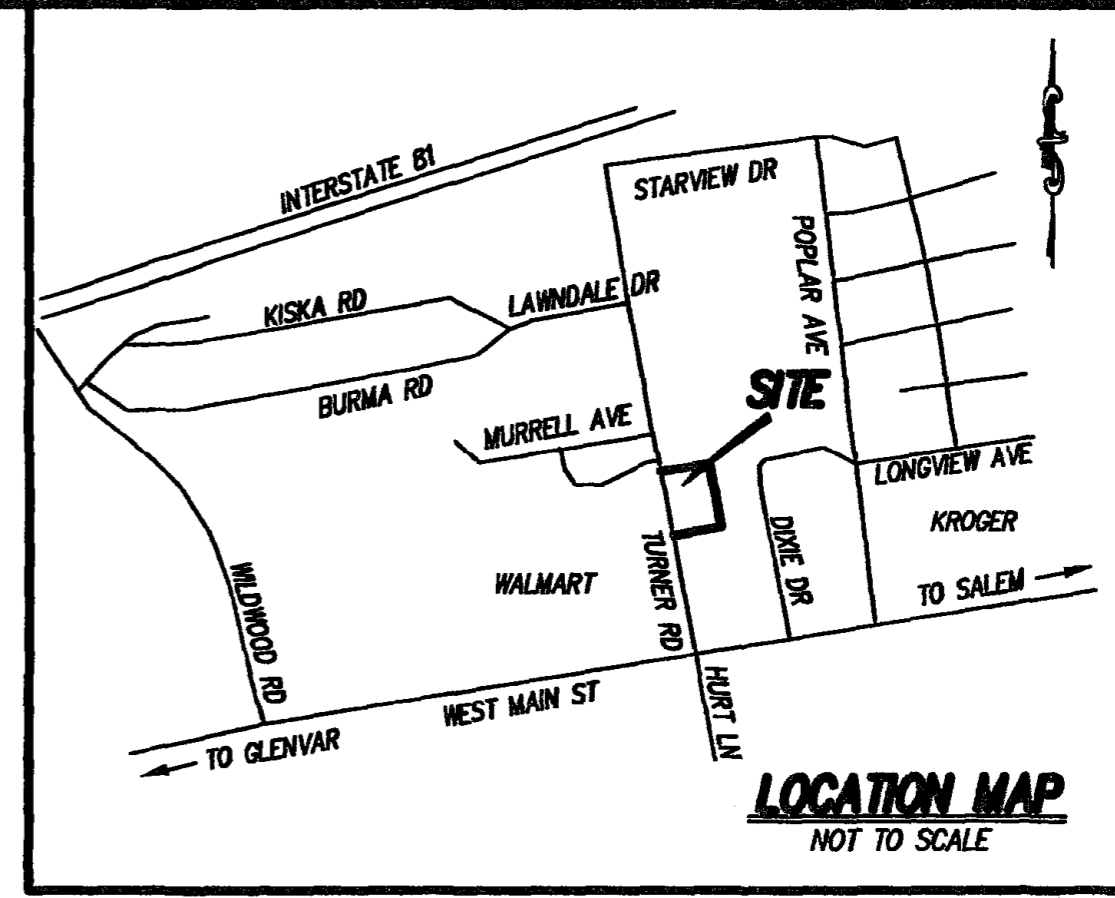 INTERSTATE 81
STARVIEW DR
POPLAR AVE
KISKA RD
LAWNDALE DR
BURMA RD
SITE
MURRELL AVE
LONGVIEW AVE
KROGER
DIXIE DR
TURNER RD
WALMART
TO SALEM
WILDWOOD RD
HURT LN
WEST MAIN ST
TO GLENVAR
LOCATION MAP
NOT TO SCALE